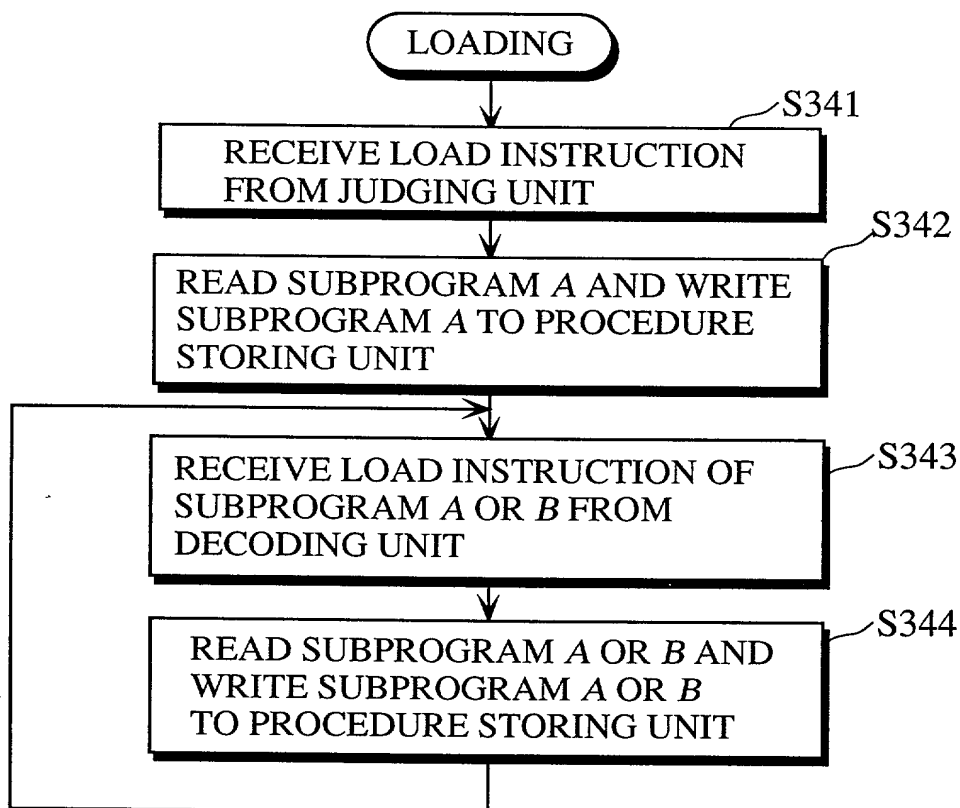 LOADING
S341
RECEIVE LOAD INSTRUCTION
FROM JUDGING UNIT
S342
READ SUBPROGRAM A AND WRITE
SUBPROGRAM A TO PROCEDURE
STORING UNIT
S343
RECEIVE LOAD INSTRUCTION OF
SUBPROGRAM A OR B FROM
DECODING UNIT
S344
READ SUBPROGRAM A OR B AND
WRITE SUBPROGRAM A OR B
TO PROCEDURE STORING UNIT